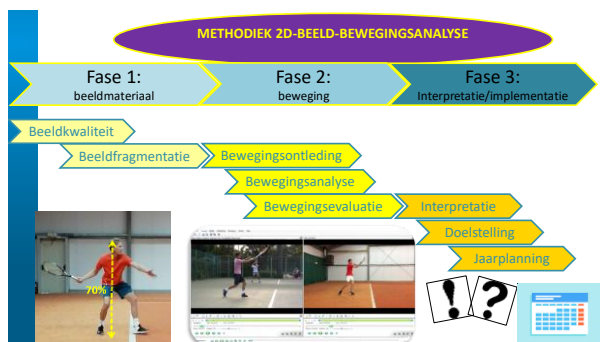 METHODIEK 2D-BEELD-BEWEGINGSANALYSE
Fase 1:
beeldmateriaal
Fase 2:
beweging
Fase 3:
Interpretatie/implementatie
Beeldkwaliteit
Beeldfragmentatie
Bewegingsontleding
Bewegingsanalyse
Bewegingsevaluatie
Interpretatie
Doelstelling
Jaarplanning
70%
! ?